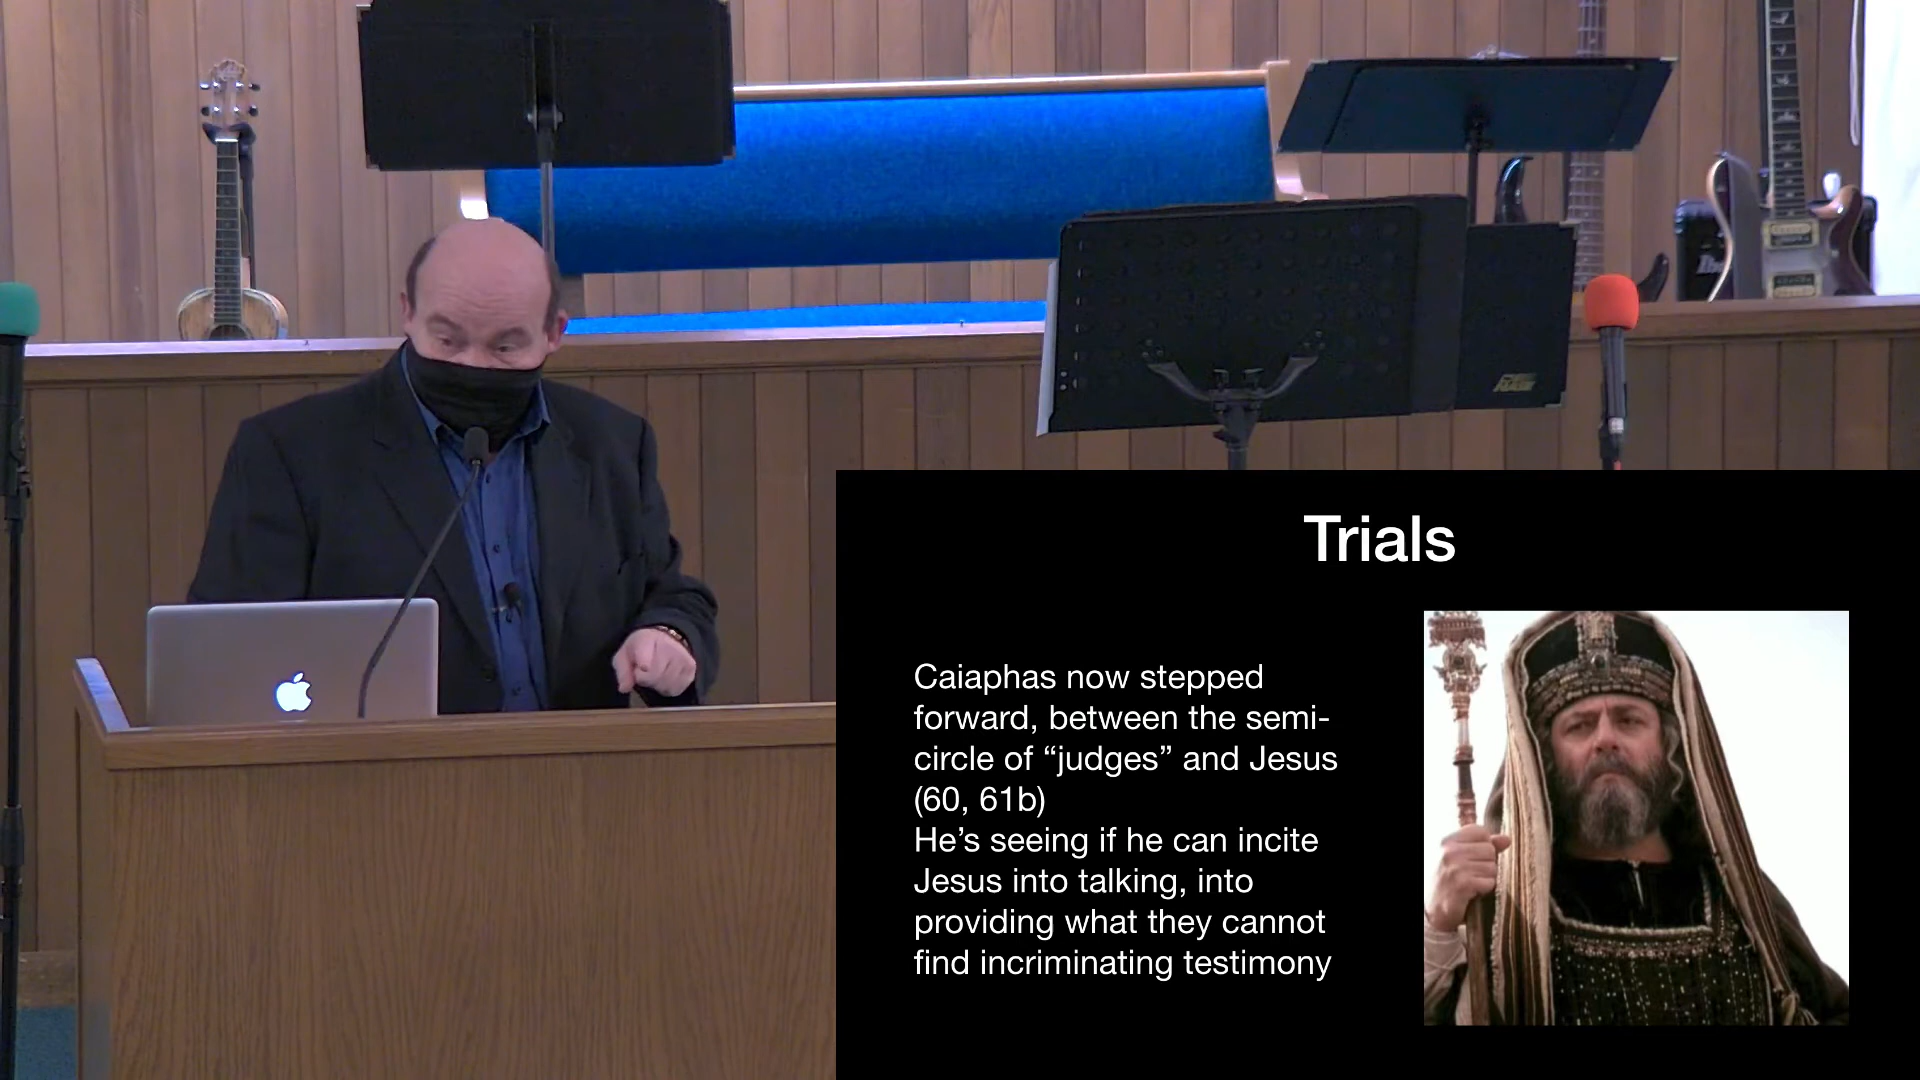 Trials
Caiaphas now stepped
forward, between the semi-
circle of “judges” and Jesus
(60, 61b)
He’s seeing if he can incite
Jesus into talking, into
providing what they cannot
find incriminating testimony